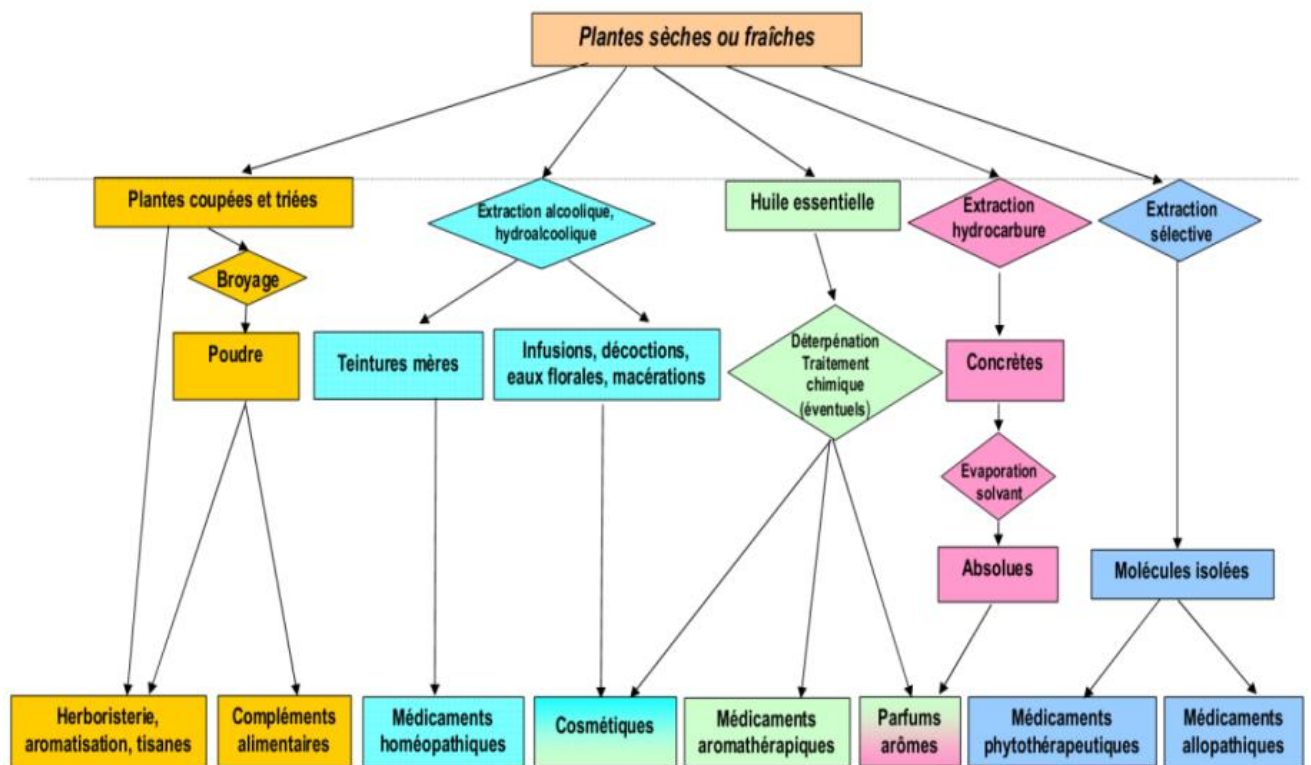 Plantes sèches ou fraîches
Plantes coupées et triées
Extraction alcoolique,
hydroalcoolique
Huile essentielle
Extraction
hydrocarbure
Extraction
sélective
Broyage
Poudre
Teintures mères
Infusions, décoctions,
eaux florales, macérations
Déterpénation
Traitement
chimique
(éventuels)
Concrètes
Evaporation
solvant
Absolues
Molécules isolées
Herboristerie,
aromatisation, tisanes
Compléments
alimentaires
Médicaments
homéopathiques
Cosmétiques
Médicaments
aromathérapiques
Parfums
arômes
Médicaments
phytothérapeutiques
Médicaments
allopathiques